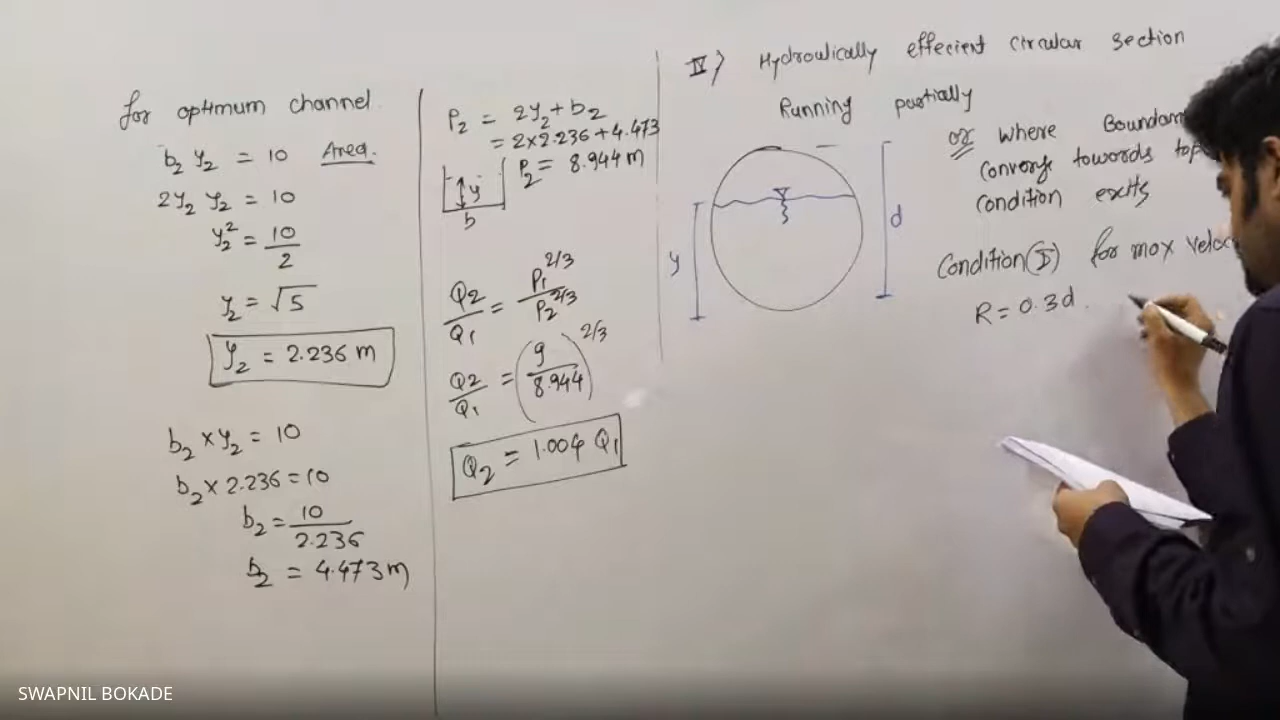 for optimum channel
b2 y2 = 10 Area.
2y2 y2 = 10
y2² = 10/2
y2 = √5
y2 = 2.236 m
b2 × y2 = 10
b2 × 2.236 = 10
b2 = 10/2.236
b2 = 4.473 m
P2 = 2y2 + b2
= 2×2.236 + 4.473
P2 = 8.944 m
y
b
Q2/Q1 = P1^2/3 / P2^2/3
Q2/Q1 = (9/8.944)^2/3
Q2 = 1.004 Q1
IV) Hydroulically effecient circular section
Running partially
or where Boundam
converge towards top
condition exits
y
d
Condition(I) for max veloc
R = 0.3d.
SWAPNIL BOKADE